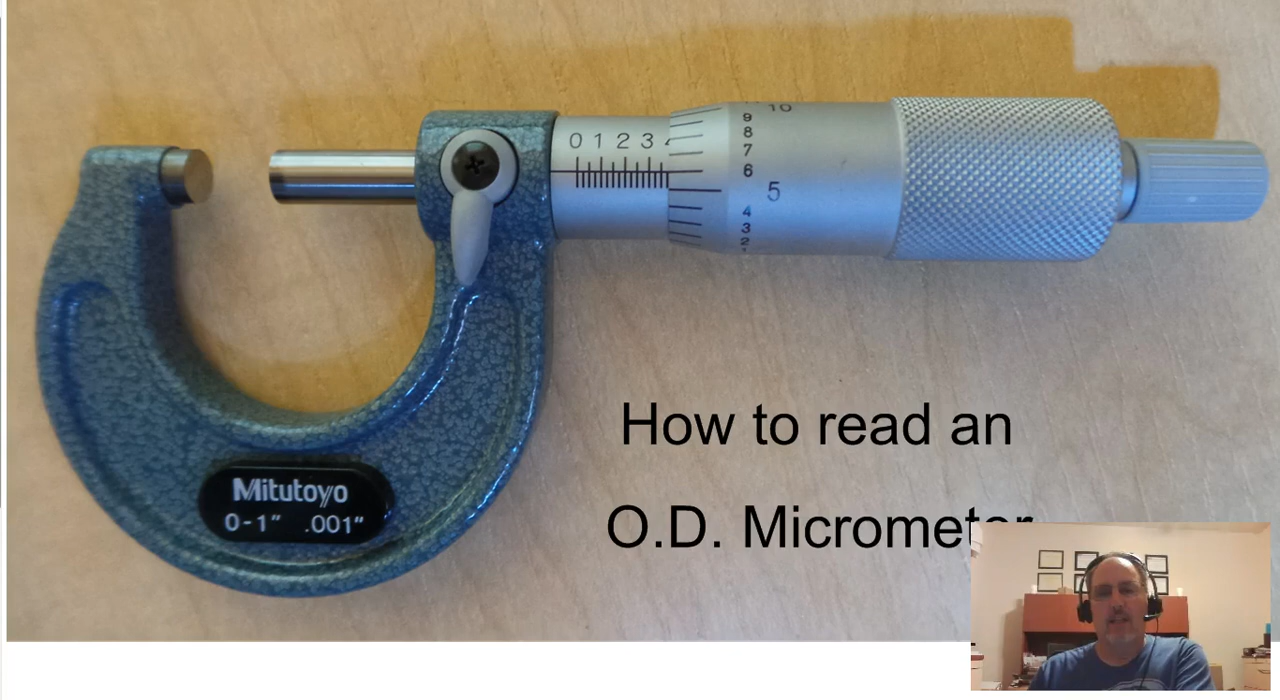 0 1 2 3
10
9
8
7
6
5
4
3
2
How to read an
O.D. Micrometer
Mitutoyo
0-1" .001"